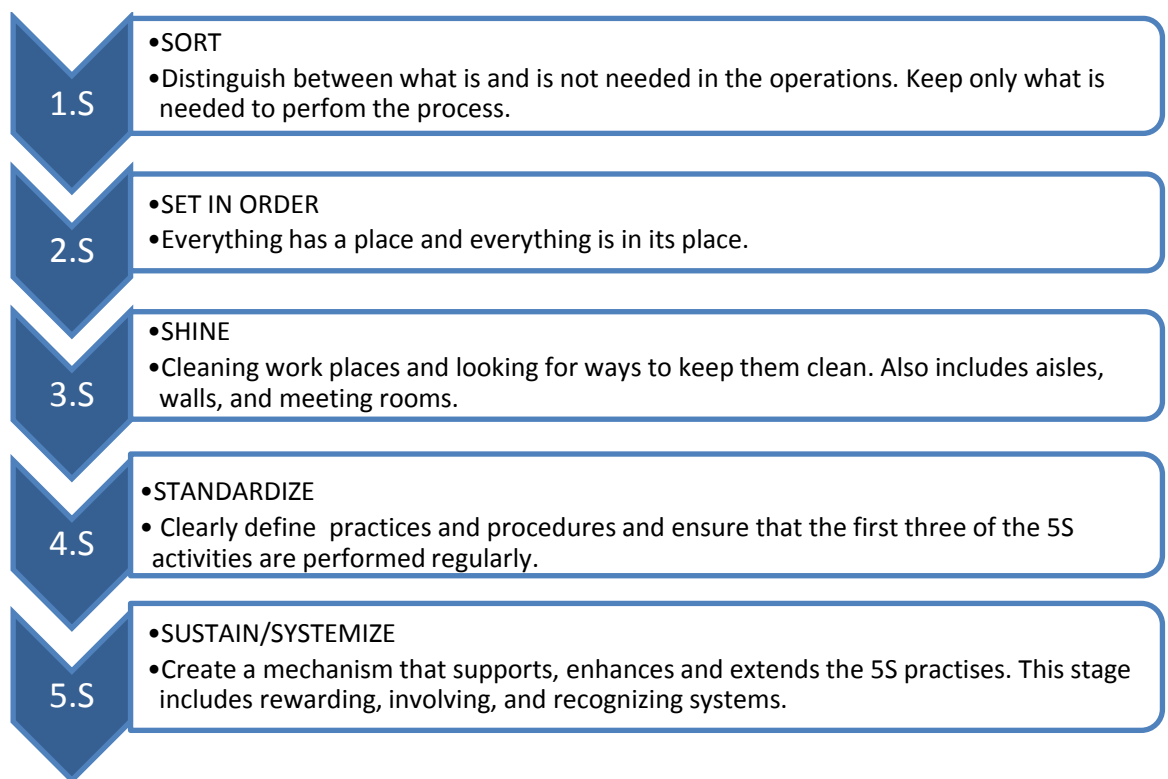 1.S
•SORT
•Distinguish between what is and is not needed in the operations. Keep only what is
needed to perfom the process.
2.S
•SET IN ORDER
•Everything has a place and everything is in its place.
3.S
•SHINE
•Cleaning work places and looking for ways to keep them clean. Also includes aisles,
walls, and meeting rooms.
4.S
•STANDARDIZE
• Clearly define  practices and procedures and ensure that the first three of the 5S
activities are performed regularly.
5.S
•SUSTAIN/SYSTEMIZE
•Create a mechanism that supports, enhances and extends the 5S practises. This stage
includes rewarding, involving, and recognizing systems.